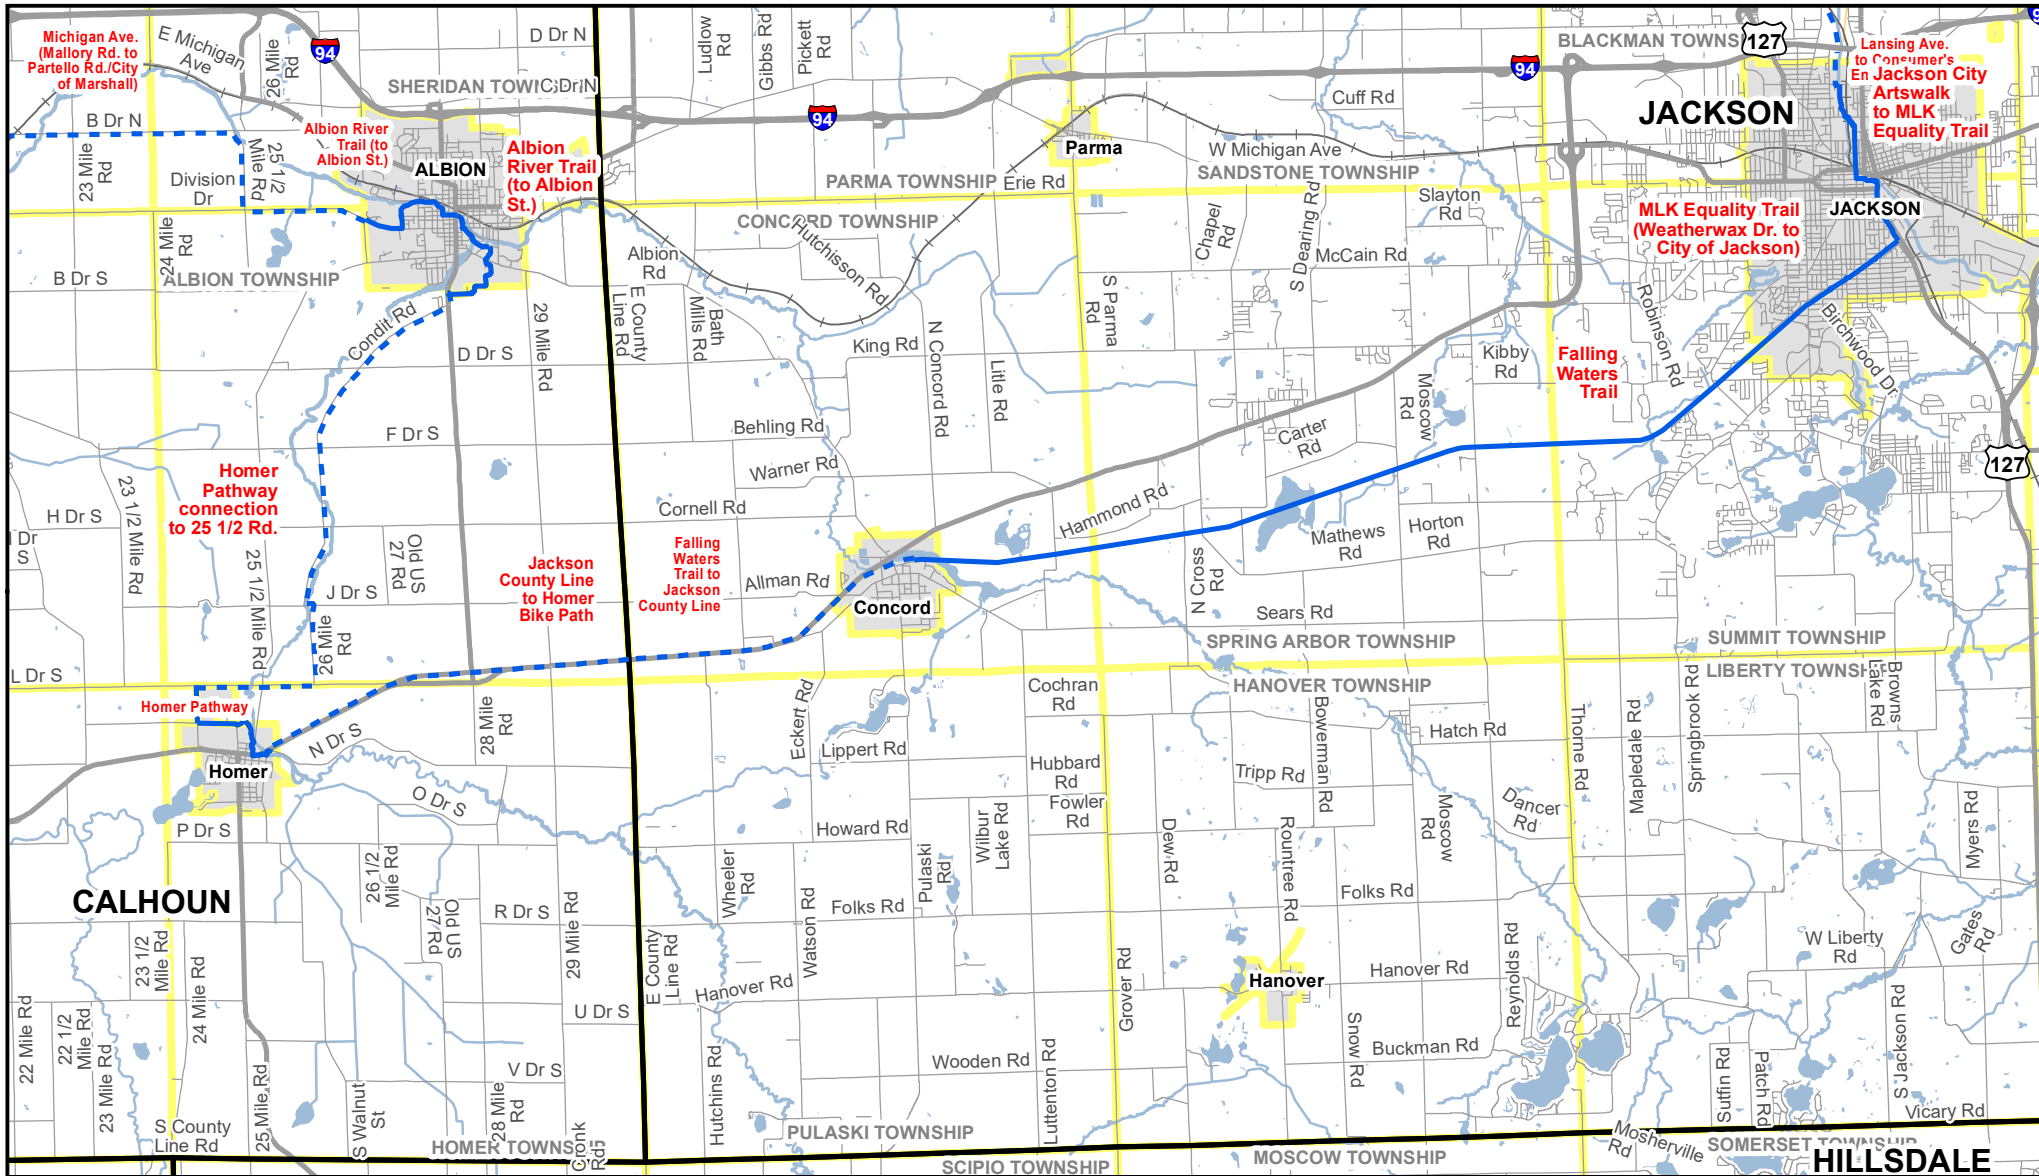 Michigan Ave.
(Mallory Rd. to
Partello Rd./City
of Marshall)
E Michigan
Ave
26 Mile
Rd
94
D Dr N
SHERIDAN TOWNSHIP
C Dr N
Ludlow
Rd
Gibbs Rd
Pickett
Rd
94
94
BLACKMAN TOWNS
127
Lansing Ave.
to Consumer's
En
Jackson City
Artswalk
to MLK
Equality Trail
JACKSON
Cuff Rd
B Dr N
Albion River
Trail (to
Albion St.)
ALBION
Albion
River Trail
(to Albion
St.)
Parma
W Michigan Ave
SANDSTONE TOWNSHIP
PARMA TOWNSHIP
Erie Rd
23 Mile
Rd
25 1/2
Mile Rd
Division
Dr
CONCORD TOWNSHIP
Hutchisson Rd
Chapel
Rd
S Dearing Rd
Slayton
Rd
MLK Equality Trail
(Weatherwax Dr. to
City of Jackson)
JACKSON
24 Mile
Rd
ALBION TOWNSHIP
B Dr S
Albion
Rd
McCain Rd
Condit Rd
29 Mile Rd
E County
Line Rd
Bath
Mills Rd
S Parma
Rd
Robinson Rd
Birchwood Dr
D Dr S
King Rd
N Concord Rd
Litle Rd
Kibby
Rd
Moscow
Rd
Falling
Waters
Trail
F Dr S
Behling Rd
Carter
Rd
Warner Rd
127
Homer
Pathway
connection
to 25 1/2 Rd.
23 1/2 Mile Rd
H Dr S
Cornell Rd
Hammond Rd
Mathews
Rd
Horton
Rd
I Dr
S
25 1/2 Mile Rd
Old US
27 Rd
Jackson
County Line
to Homer
Bike Path
Falling
Waters
Trail to
Jackson
County Line
Allman Rd
Concord
N Cross
Rd
J Dr S
Sears Rd
26 Mile
Rd
SPRING ARBOR TOWNSHIP
SUMMIT TOWNSHIP
L Dr S
LIBERTY TOWNSH
HANOVER TOWNSHIP
Homer Pathway
28 Mile
Rd
N Dr S
Eckert Rd
Cochran
Rd
Bowerman Rd
Hatch Rd
Thorne Rd
Mapledale Rd
Springbrook Rd
Browns
Lake Rd
Lippert Rd
Homer
Hubbard
Rd
Tripp Rd
O Dr S
Fowler
Rd
Dancer
Rd
P Dr S
Howard Rd
Wilbur
Lake Rd
Dew Rd
Rountree Rd
Moscow
Rd
Myers Rd
26 1/2
Mile Rd
Wheeler
Rd
Pulaski
Rd
CALHOUN
Folks Rd
Folks Rd
R Dr S
Old US
27 Rd
29 Mile Rd
Watson Rd
23 1/2
Mile Rd
24 Mile Rd
E County
Line Rd
Grover Rd
Reynolds Rd
W Liberty
Rd
Gates
Rd
Hanover
Hanover Rd
Hanover Rd
22 Mile Rd
22 1/2
Mile Rd
23 Mile Rd
U Dr S
S Jackson Rd
Snow Rd
Buckman Rd
Wooden Rd
V Dr S
25 Mile Rd
S Walnut
St
28 Mile
Rd
Hutchins Rd
Luttenton Rd
Sutfin Rd
Patch Rd
Vicary Rd
S County
Line Rd
HOMER TOWNSHIP
Cronk
Rd
PULASKI TOWNSHIP
SCIPIO TOWNSHIP
MOSCOW TOWNSHIP
Mosherville
Rd
SOMERSET TOWNSHIP
HILLSDALE